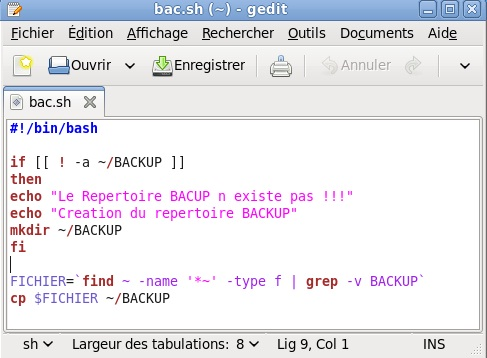 bac.sh (~) - gedit
Fichier Édition Affichage Rechercher Outils Documents Aide
Ouvrir Enregistrer Annuler
bac.sh
#!/bin/bash
if [[ ! -a ~/BACKUP ]]
then
echo "Le Repertoire BACUP n existe pas !!!"
echo "Creation du repertoire BACKUP"
mkdir ~/BACKUP
fi
FICHIER=`find ~ -name '*~' -type f | grep -v BACKUP`
cp $FICHIER ~/BACKUP
sh Largeur des tabulations: 8 Lig 9, Col 1 INS